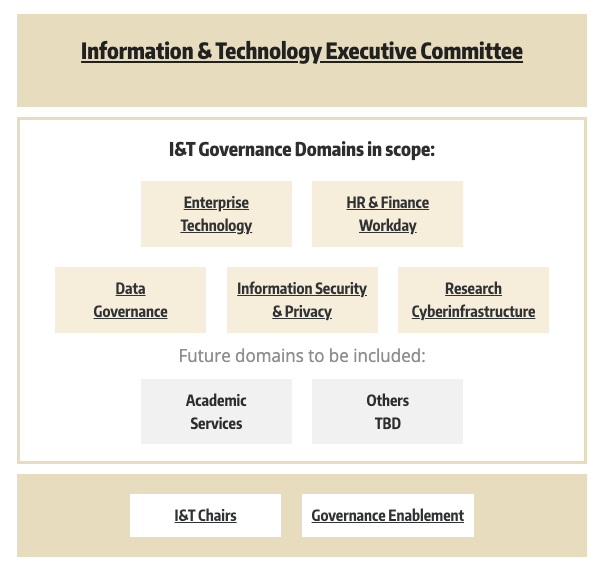 Information & Technology Executive Committee
I&T Governance Domains in scope:
Enterprise
Technology
HR & Finance
Workday
Data
Governance
Information Security
& Privacy
Research
Cyberinfrastructure
Future domains to be included:
Academic
Services
Others
TBD
I&T Chairs
Governance Enablement